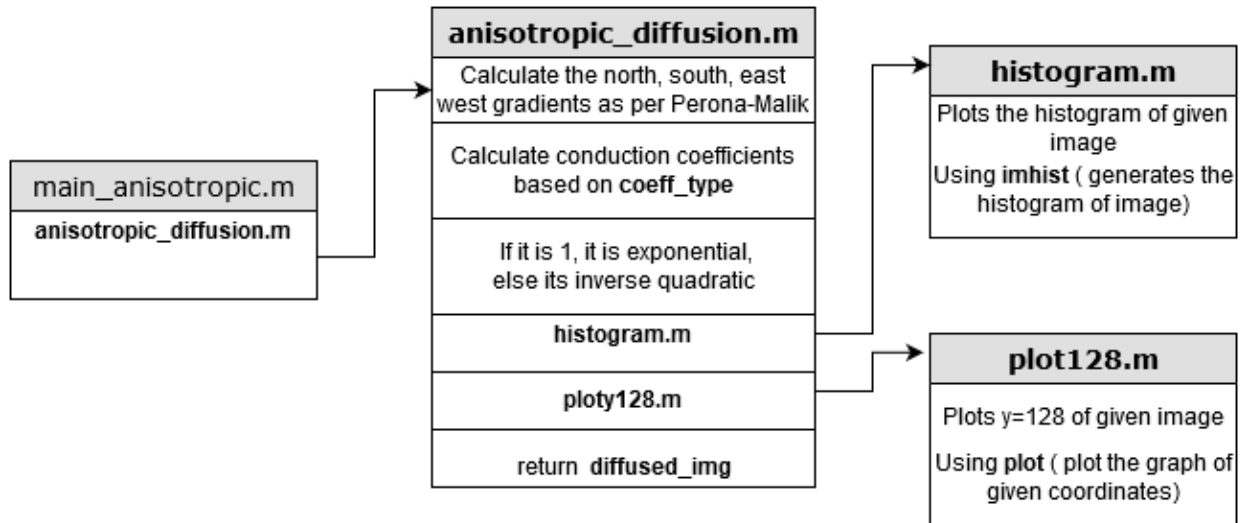 main_anisotropic.m
anisotropic_diffusion.m
anisotropic_diffusion.m
Calculate the north, south, east
west gradients as per Perona-Malik
Calculate conduction coefficients
based on coeff_type
If it is 1, it is exponential,
else its inverse quadratic
histogram.m
ploty128.m
return diffused_img
histogram.m
Plots the histogram of given
image
Using imhist ( generates the
histogram of image)
plot128.m
Plots y=128 of given image
Using plot ( plot the graph of
given coordinates)